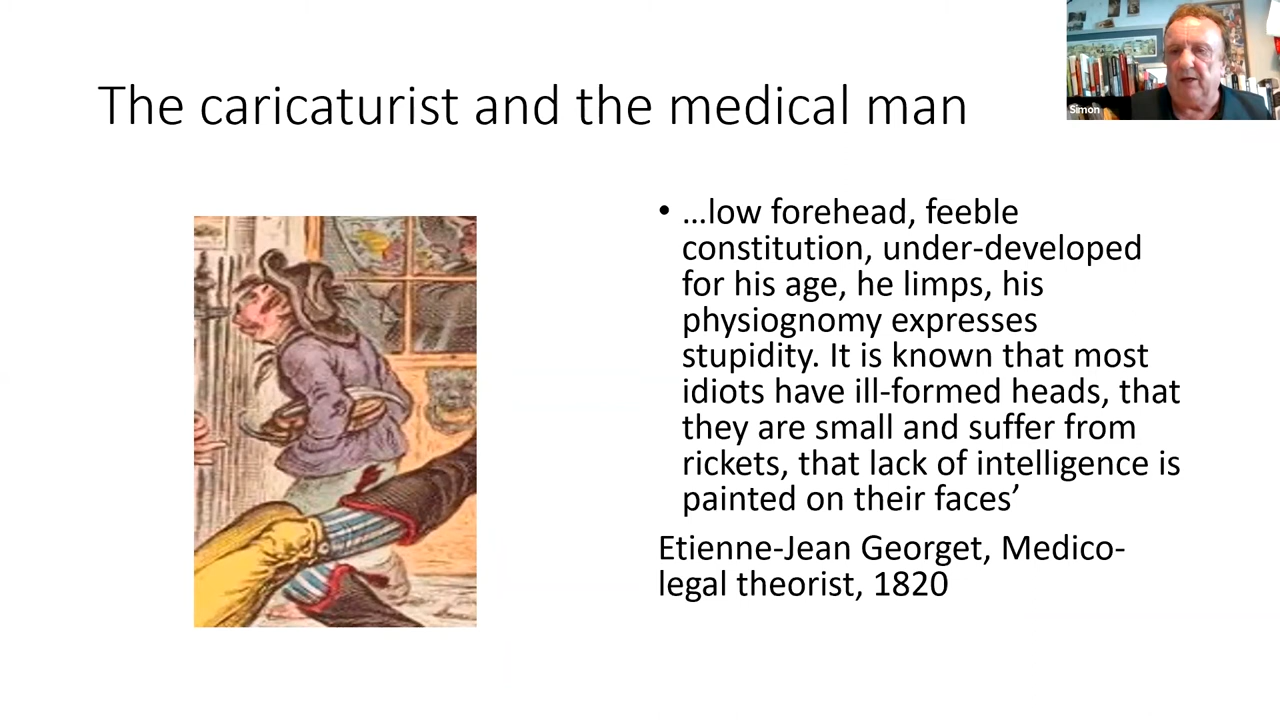 The caricaturist and the medical man
Simon
• …low forehead, feeble
constitution, under-developed
for his age, he limps, his
physiognomy expresses
stupidity. It is known that most
idiots have ill-formed heads, that
they are small and suffer from
rickets, that lack of intelligence is
painted on their faces’
Etienne-Jean Georget, Medico-
legal theorist, 1820